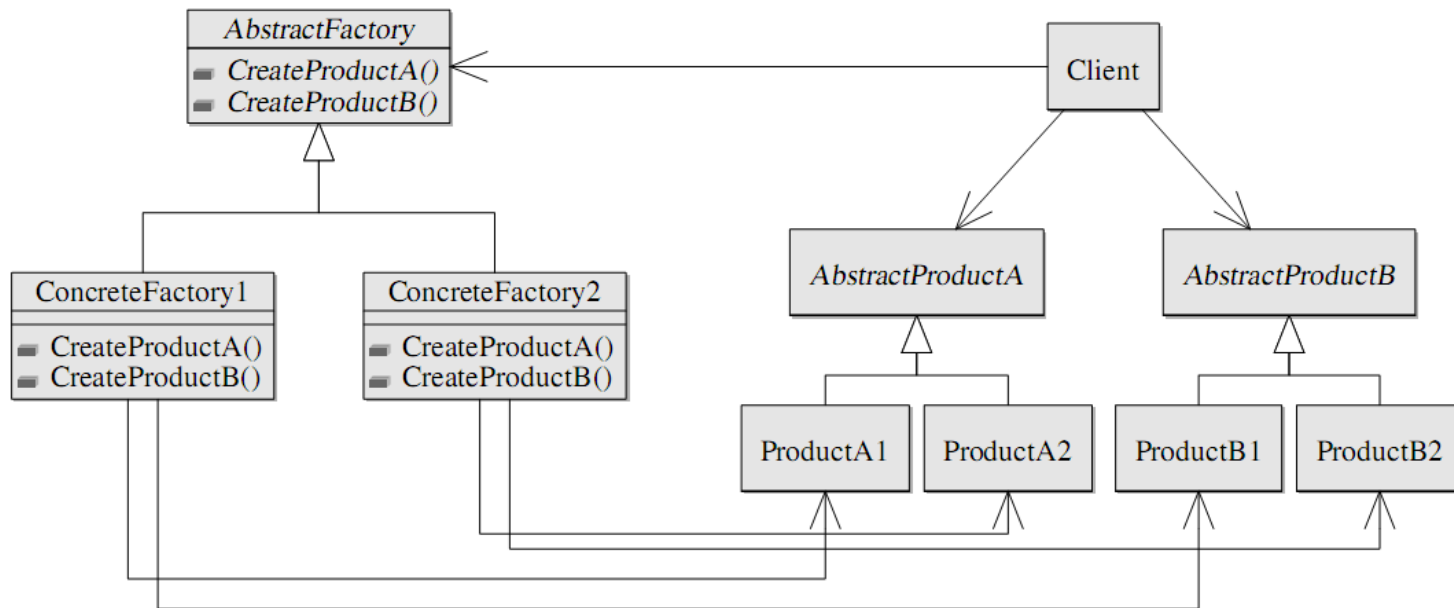 AbstractFactory
CreateProductA()
CreateProductB()
Client
AbstractProductA
AbstractProductB
ConcreteFactory1
CreateProductA()
CreateProductB()
ConcreteFactory2
CreateProductA()
CreateProductB()
ProductA1
ProductA2
ProductB1
ProductB2